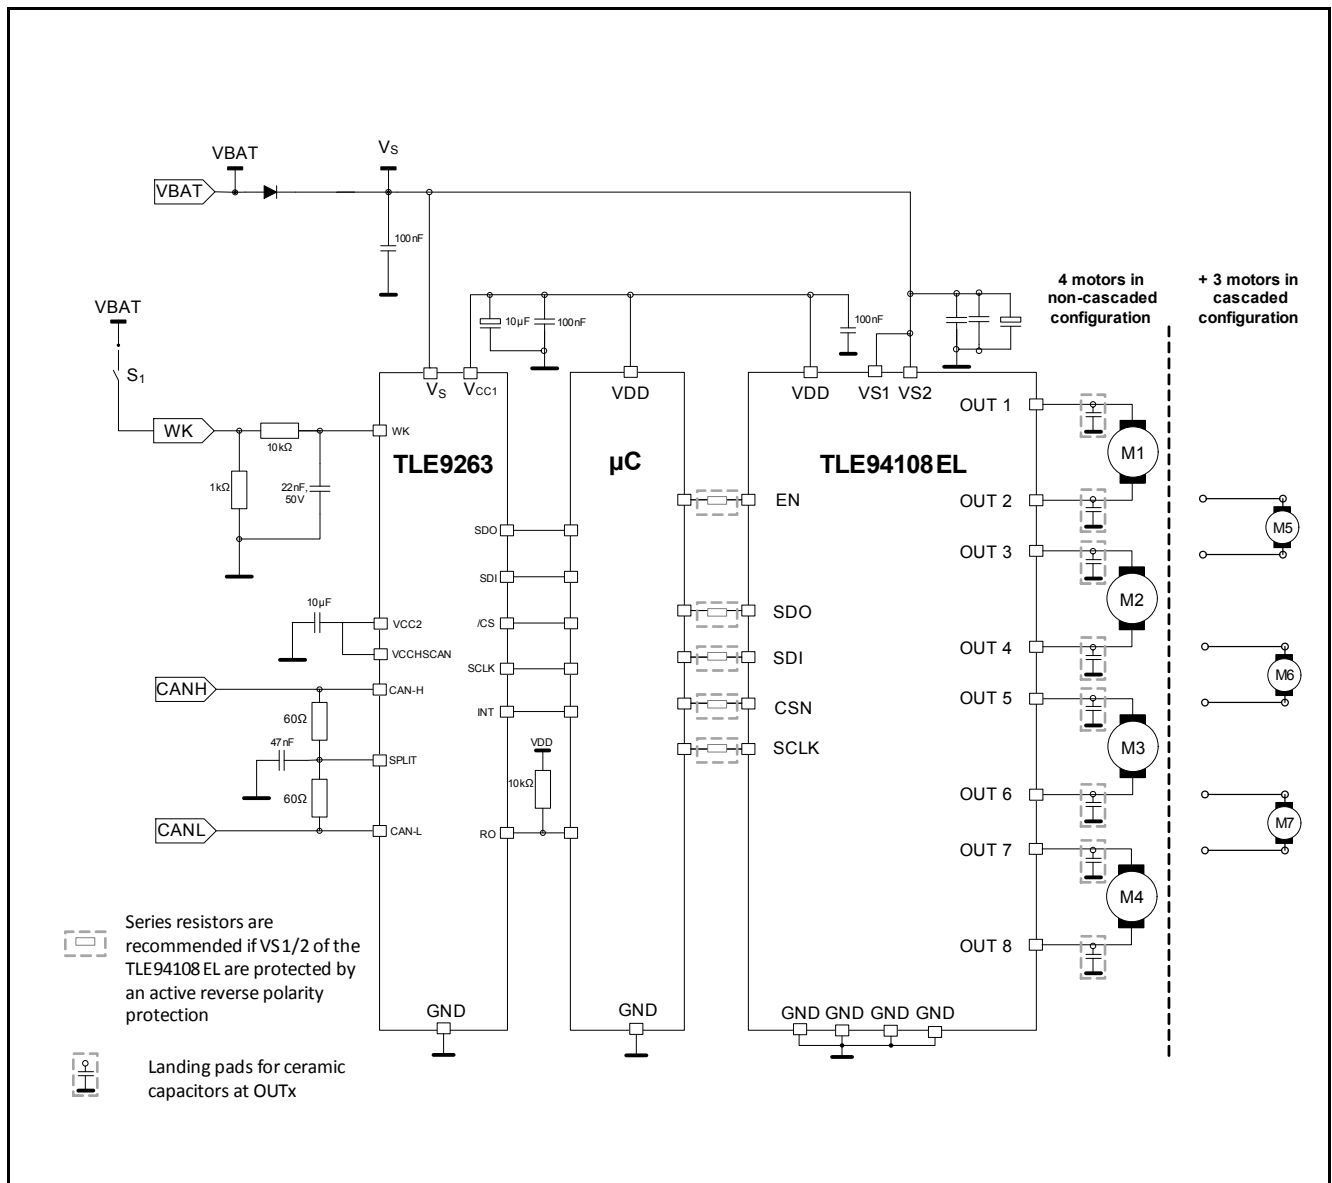 VBAT
VS
VBAT
100nF
4 motors in
non-cascaded
configuration
+ 3 motors in
cascaded
configuration
VBAT
S1
10µF
100nF
100nF
VS
VCC1
VDD
VDD
VS1
VS2
OUT 1
WK
10kΩ
WK
TLE9263
µC
TLE94108 EL
M1
1kΩ
22nF,
50V
EN
OUT 2
M5
SDO
OUT 3
SDI
M2
10µF
VCC2
/CS
SDO
VCCHSCAN
SCLK
SDI
OUT 4
M6
CANH
CAN-H
INT
CSN
OUT 5
60Ω
47nF
SPLIT
VDD
SCLK
M3
60Ω
10kΩ
OUT 6
CANL
CAN-L
RO
M7
OUT 7
M4
Series resistors are
recommended if VS1/2 of the
TLE94108 EL are protected by
an active reverse polarity
protection
OUT 8
GND
GND
GND
GND
GND
GND
Landing pads for ceramic
capacitors at OUTx